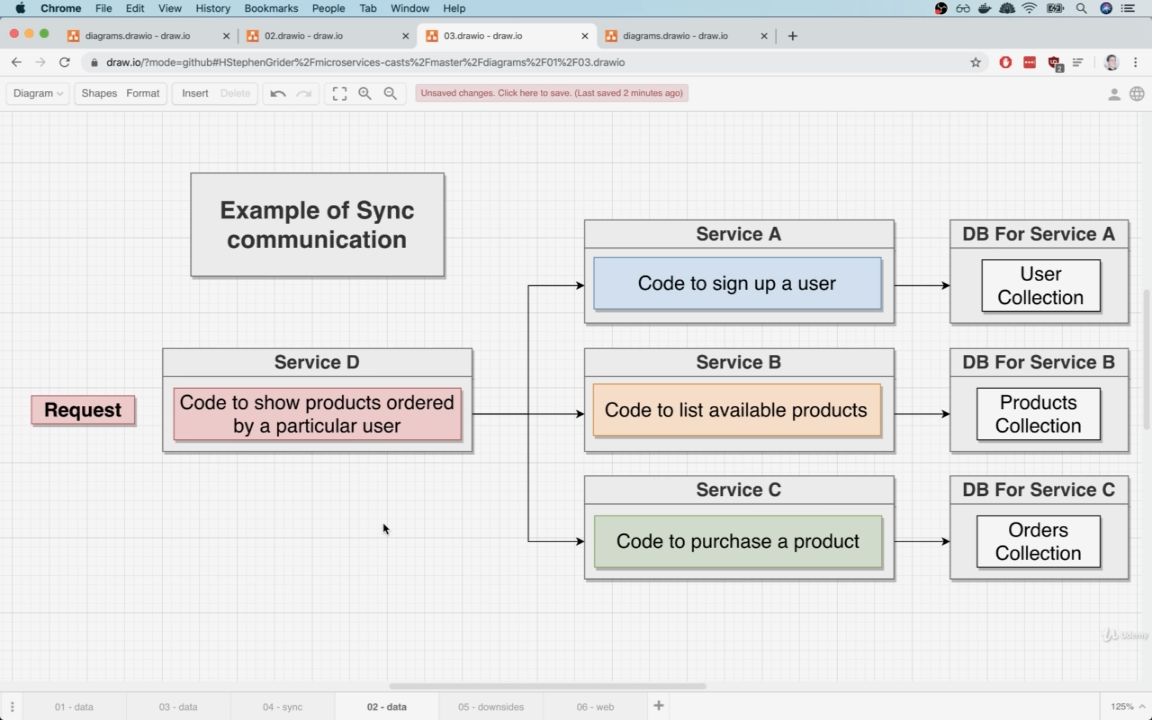 Chrome File Edit View History Bookmarks People Tab Window Help
diagrams.drawio - draw.io
02.drawio - draw.io
03.drawio - draw.io
diagrams.drawio - draw.io
draw.io/?mode=github#HStephenGrider%2Fmicroservices-casts%2Fmaster%2Fdiagrams%2F01%2F03.drawio
2
Diagram Shapes Format Insert Delete Unsaved changes. Click here to save. (Last saved 2 minutes ago)
Example of Sync
communication
Request
Service D
Code to show products ordered
by a particular user
Service A
Code to sign up a user
DB For Service A
User
Collection
Service B
Code to list available products
DB For Service B
Products
Collection
Service C
Code to purchase a product
DB For Service C
Orders
Collection
Udemy
01 - data 03 - data 04 - sync 02 - data 05 - downsides 06 - web 125%